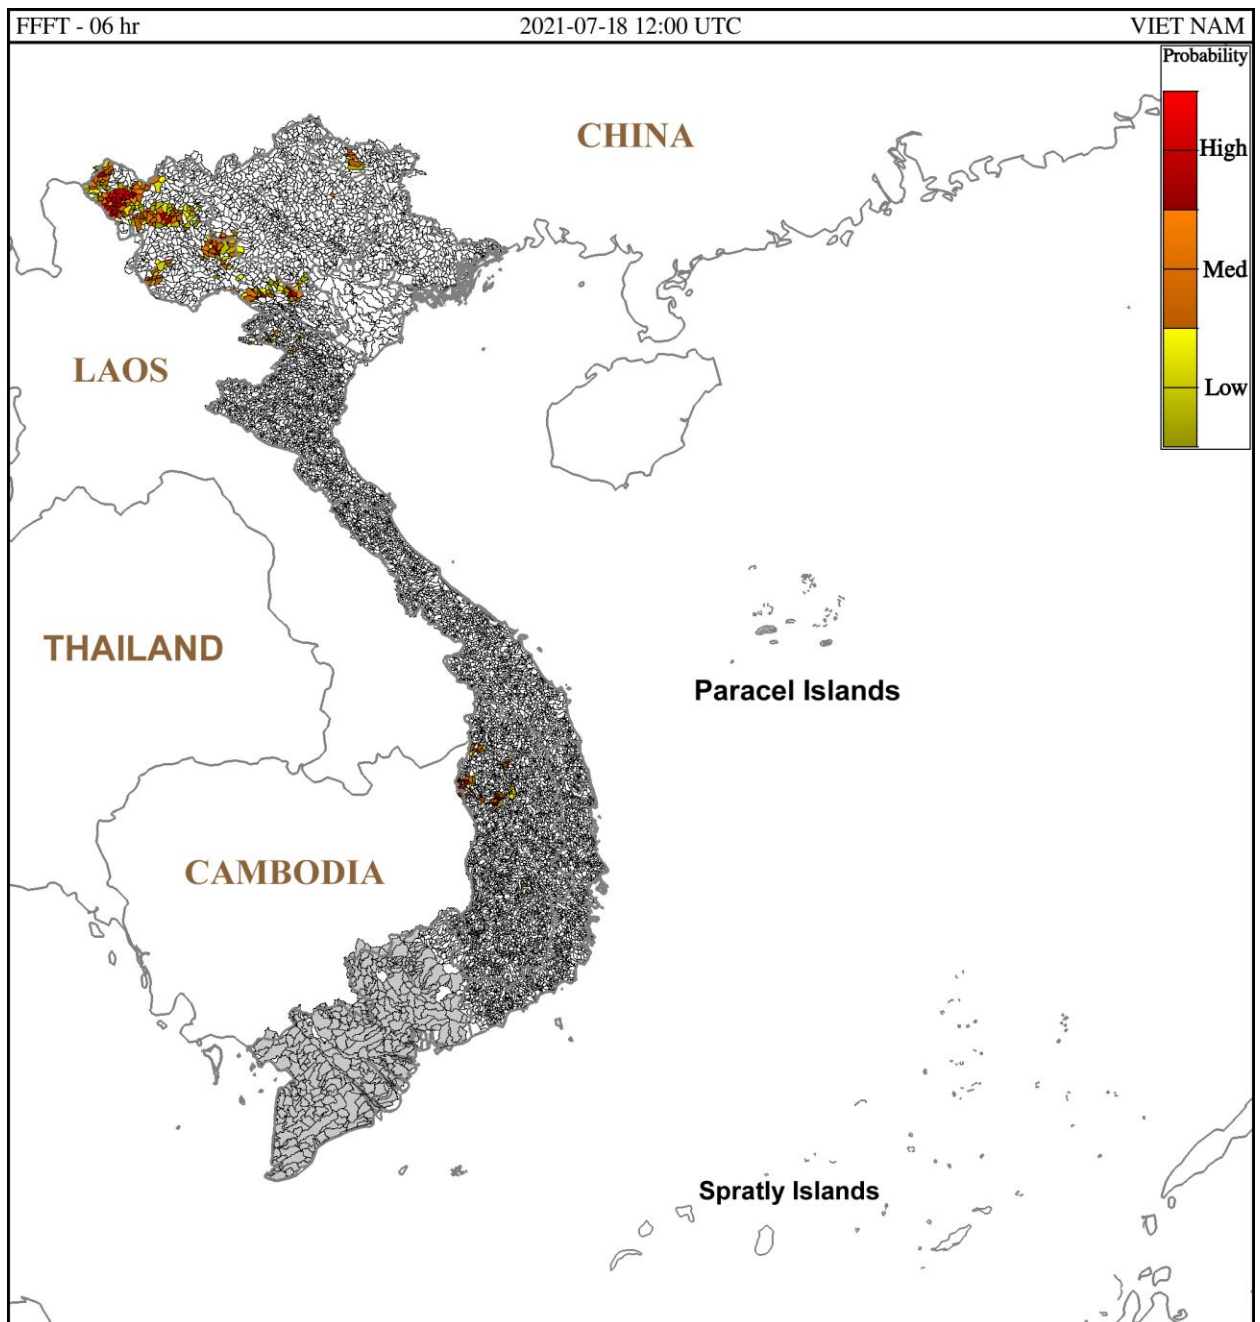 FFFT - 06 hr
2021-07-18 12:00 UTC
VIET NAM
Probability
High
Med
Low
CHINA
LAOS
THAILAND
Paracel Islands
CAMBODIA
Spratly Islands